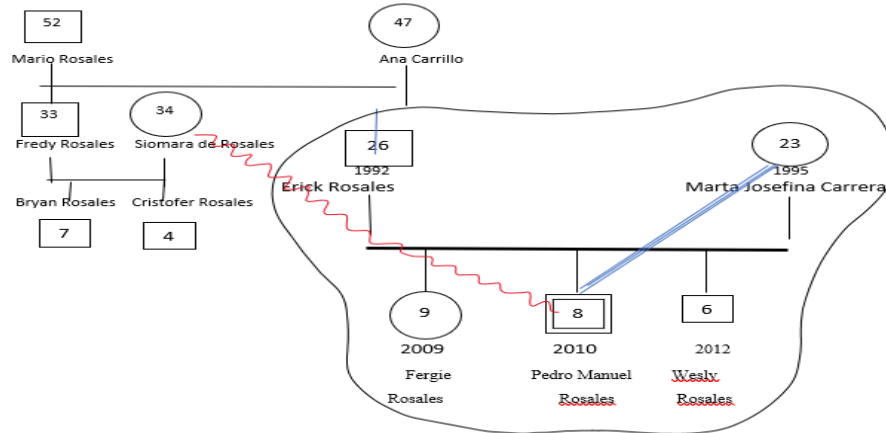 52
47
Mario Rosales
Ana Carrillo
33
34
26
23
Fredy Rosales
Siomara de Rosales
1992
1995
Erick Rosales
Marta Josefina Carrera
Bryan Rosales
Cristofer Rosales
7
4
9
8
6
2009
2010
2012
Fergie
Pedro Manuel
Wesly
Rosales
Rosales
Rosales